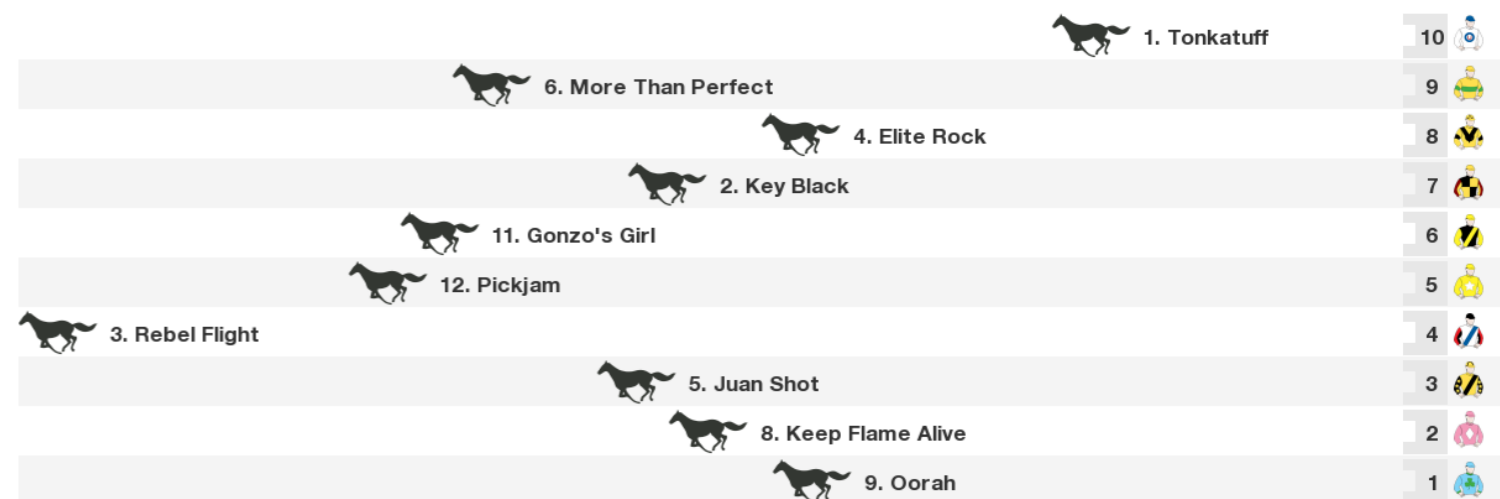 1. Tonkatuff 10
6. More Than Perfect 9
4. Elite Rock 8
2. Key Black 7
11. Gonzo's Girl 6
12. Pickjam 5
3. Rebel Flight 4
5. Juan Shot 3
8. Keep Flame Alive 2
9. Oorah 1